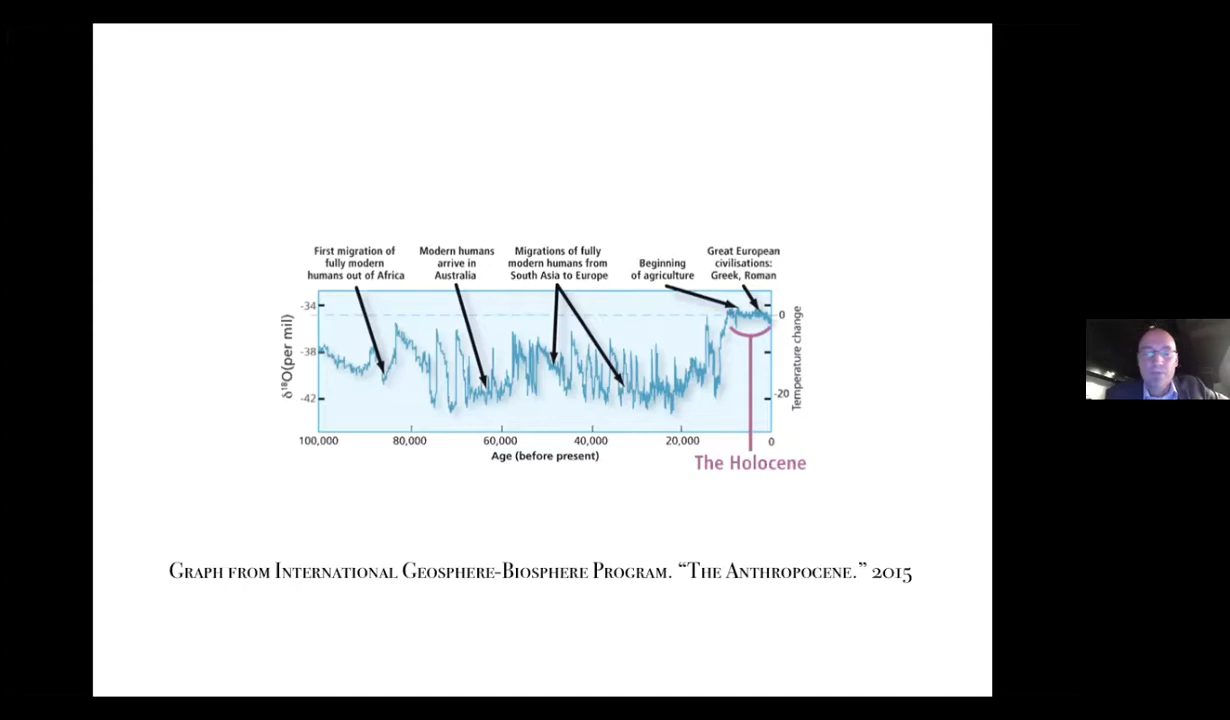 First migration of
fully modern
humans out of Africa
Modern humans
arrive in
Australia
Migrations of fully
modern humans from
South Asia to Europe
Beginning
of agriculture
Great European
civilisations:
Greek, Roman
δ¹⁸O(per mil)
-34
-38
-42
0
-20
Temperature change
100,000 80,000 60,000 40,000 20,000 0
Age (before present)
The Holocene
Graph from International Geosphere-Biosphere Program. “The Anthropocene.” 2015